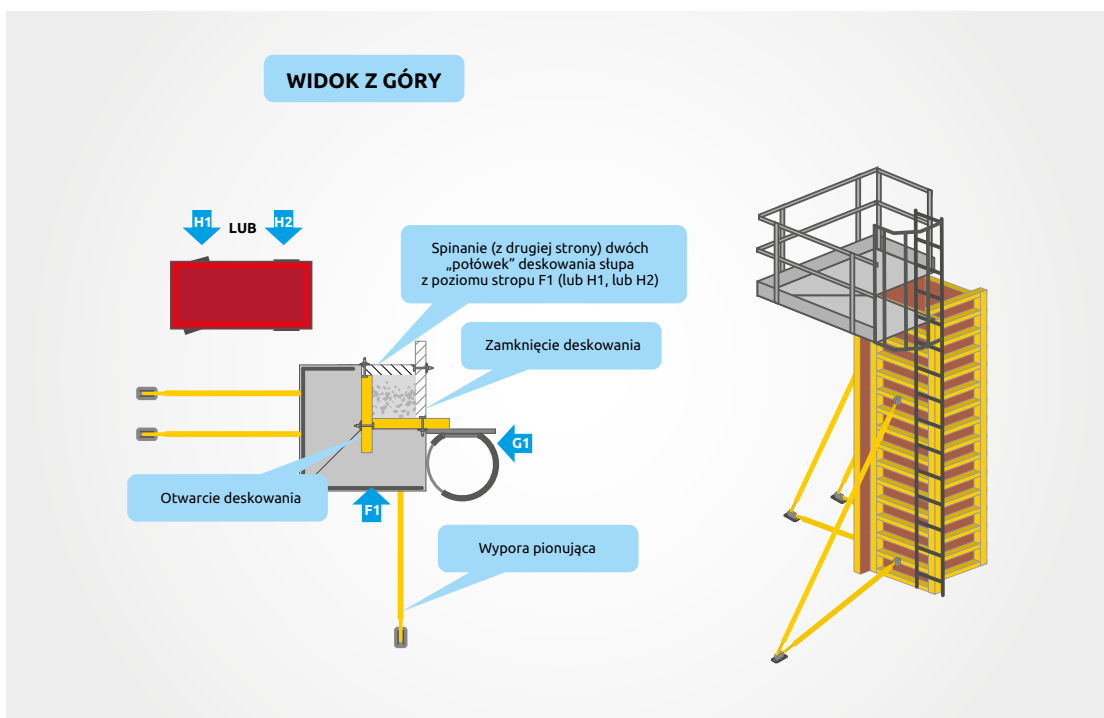 WIDOK Z GÓRY
H1
LUB
H2
Spinanie (z drugiej strony) dwóch
„połówek” deskowania słupa
z poziomu stropu F1 (lub H1, lub H2)
Zamknięcie deskowania
G1
Otwarcie deskowania
F1
Wypora pionująca